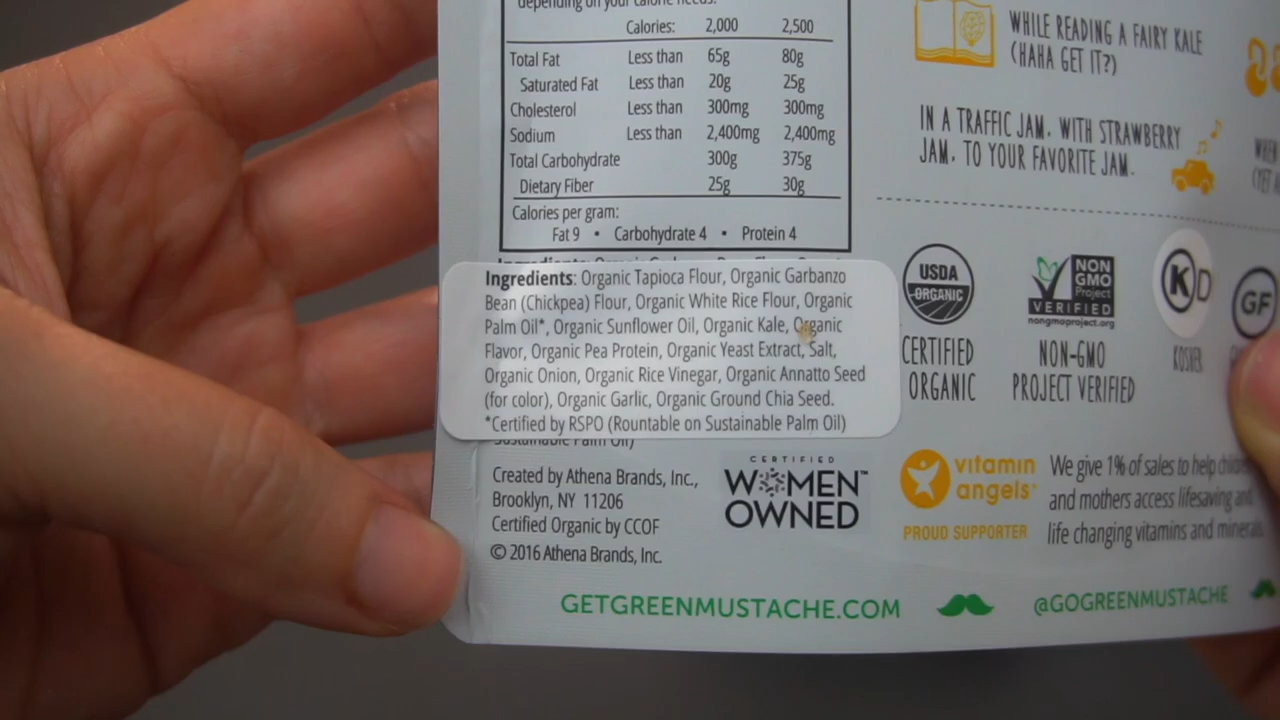 depending on your calorie needs.
Calories: 2,000 2,500
Total Fat Less than 65g 80g
Saturated Fat Less than 20g 25g
Cholesterol Less than 300mg 300mg
Sodium Less than 2,400mg 2,400mg
Total Carbohydrate 300g 375g
Dietary Fiber 25g 30g
Calories per gram:
Fat 9 • Carbohydrate 4 • Protein 4
Ingredients: Organic Tapioca Flour, Organic Garbanzo
Bean (Chickpea) Flour, Organic White Rice Flour, Organic
Palm Oil*, Organic Sunflower Oil, Organic Kale, Organic
Flavor, Organic Pea Protein, Organic Yeast Extract, Salt,
Organic Onion, Organic Rice Vinegar, Organic Annatto Seed
(for color), Organic Garlic, Organic Ground Chia Seed.
*Certified by RSPO (Rountable on Sustainable Palm Oil)
Sustainable Palm Oil)
Created by Athena Brands, Inc.,
Brooklyn, NY 11206
Certified Organic by CCOF
© 2016 Athena Brands, Inc.
CERTIFIED
WOMEN™
OWNED
WHILE READING A FAIRY KALE
(HAHA GET IT?)
IN A TRAFFIC JAM. WITH STRAWBERRY
JAM. TO YOUR FAVORITE JAM.
WHEN
(YET
USDA
ORGANIC
CERTIFIED
ORGANIC
NON
GMO
Project
VERIFIED
nongmoproject.org
NON-GMO
PROJECT VERIFIED
K D
KOSHER
GF
vitamin
angels
PROUD SUPPORTER
We give 1% of sales to help
and mothers access lifesaving and
life changing vitamins and minerals.
GETGREENMUSTACHE.COM
@GOGREENMUSTACHE